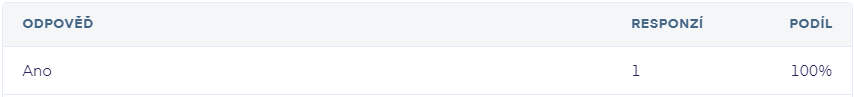 ODPOVĚĎ RESPONZÍ PODÍL
Ano 1 100%